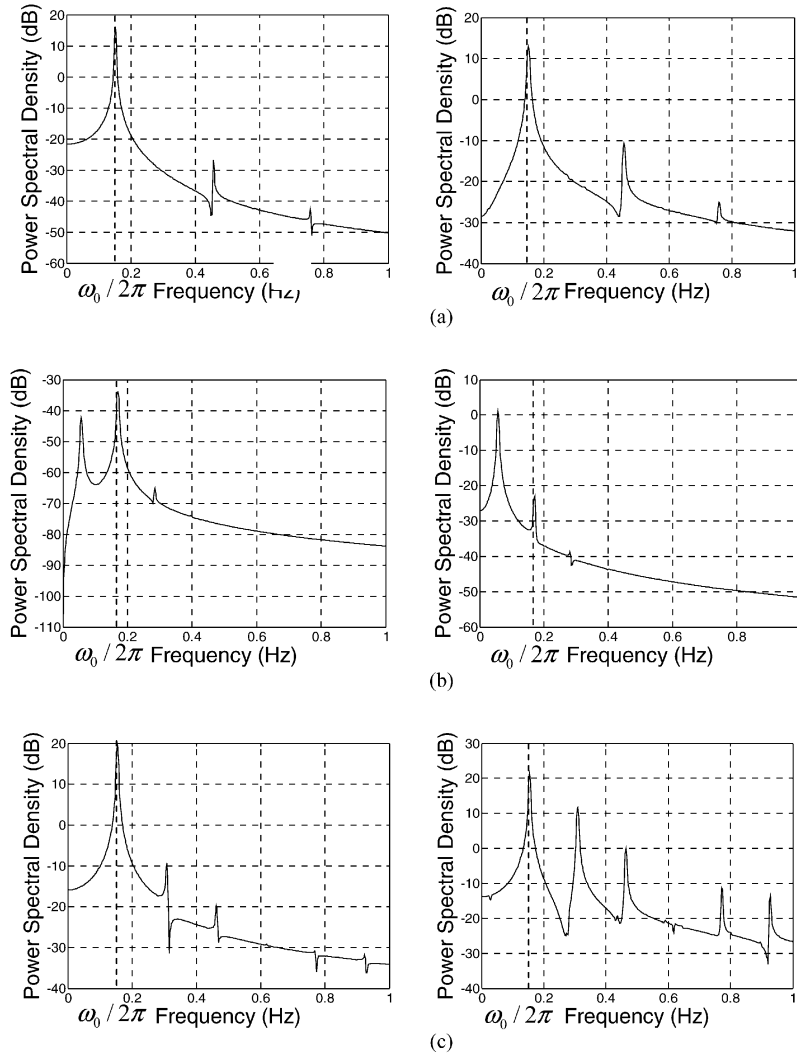 Power Spectral Density (dB)
20
10
0
-10
-20
-30
-40
-50
-60
0 0.2 0.4 0.6 0.8 1
ω₀ / 2π Frequency (Hz)
Power Spectral Density (dB)
20
10
0
-10
-20
-30
-40
0 0.2 0.4 0.6 0.8 1
ω₀ / 2π Frequency (Hz)
(a)
Power Spectral Density (dB)
-30
-40
-50
-60
-70
-80
-90
-100
-110
0 0.2 0.4 0.6 0.8 1
ω₀ / 2π Frequency (Hz)
Power Spectral Density (dB)
10
0
-10
-20
-30
-40
-50
-60
0 0.2 0.4 0.6 0.8
ω₀ / 2π Frequency (Hz)
(b)
Power Spectral Density (dB)
20
10
0
-10
-20
-30
-40
0 0.2 0.4 0.6 0.8 1
ω₀ / 2π Frequency (Hz)
Power Spectral Density (dB)
30
20
10
0
-10
-20
-30
-40
0 0.2 0.4 0.6 0.8 1
ω₀ / 2π Frequency (Hz)
(c)